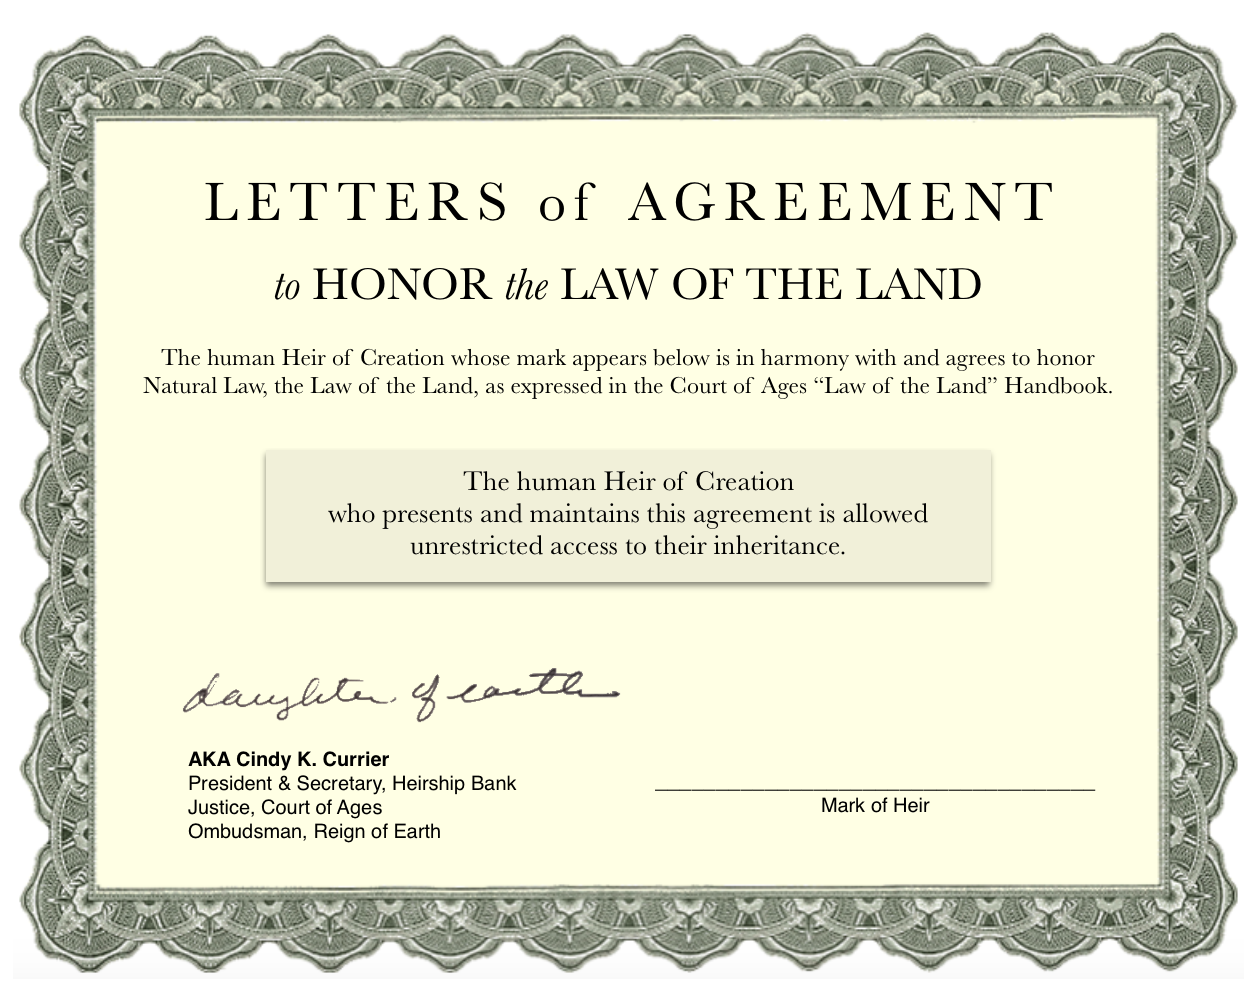 LETTERS of AGREEMENT
to HONOR the LAW OF THE LAND
The human Heir of Creation whose mark appears below is in harmony with and agrees to honor
Natural Law, the Law of the Land, as expressed in the Court of Ages “Law of the Land” Handbook.
The human Heir of Creation
who presents and maintains this agreement is allowed
unrestricted access to their inheritance.
daughter of earth
AKA Cindy K. Currier
President & Secretary, Heirship Bank
Justice, Court of Ages
Ombudsman, Reign of Earth
Mark of Heir